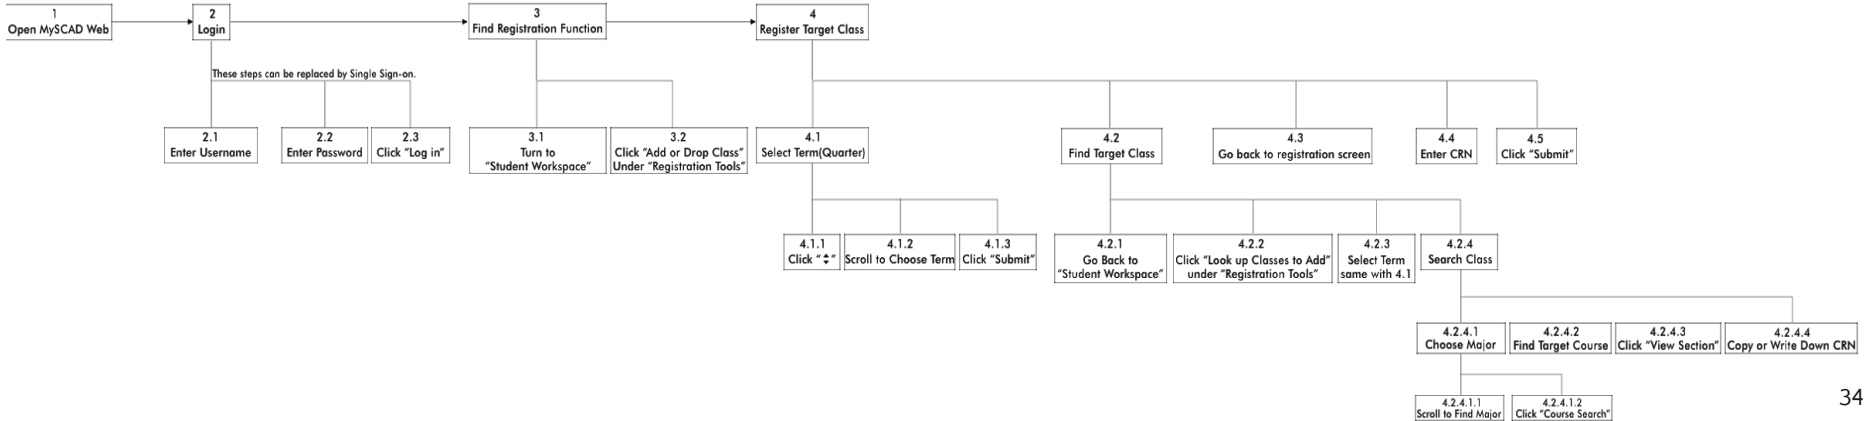 1
Open MySCAD Web
2
Login
3
Find Registration Function
4
Register Target Class
These steps can be replaced by Single Sign-on.
2.1
Enter Username
2.2
Enter Password
2.3
Click “Log in”
3.1
Turn to
“Student Workspace”
3.2
Click “Add or Drop Class”
Under “Registration Tools”
4.1
Select Term(Quarter)
4.2
Find Target Class
4.3
Go back to registration screen
4.4
Enter CRN
4.5
Click “Submit”
4.1.1
Click “ ”
4.1.2
Scroll to Choose Term
4.1.3
Click “Submit”
4.2.1
Go Back to
“Student Workspace”
4.2.2
Click “Look up Classes to Add”
under “Registration Tools”
4.2.3
Select Term
same with 4.1
4.2.4
Search Class
4.2.4.1
Choose Major
4.2.4.2
Find Target Course
4.2.4.3
Click “View Section”
4.2.4.4
Copy or Write Down CRN
4.2.4.1.1
Scroll to Find Major
4.2.4.1.2
Click “Course Search”
34